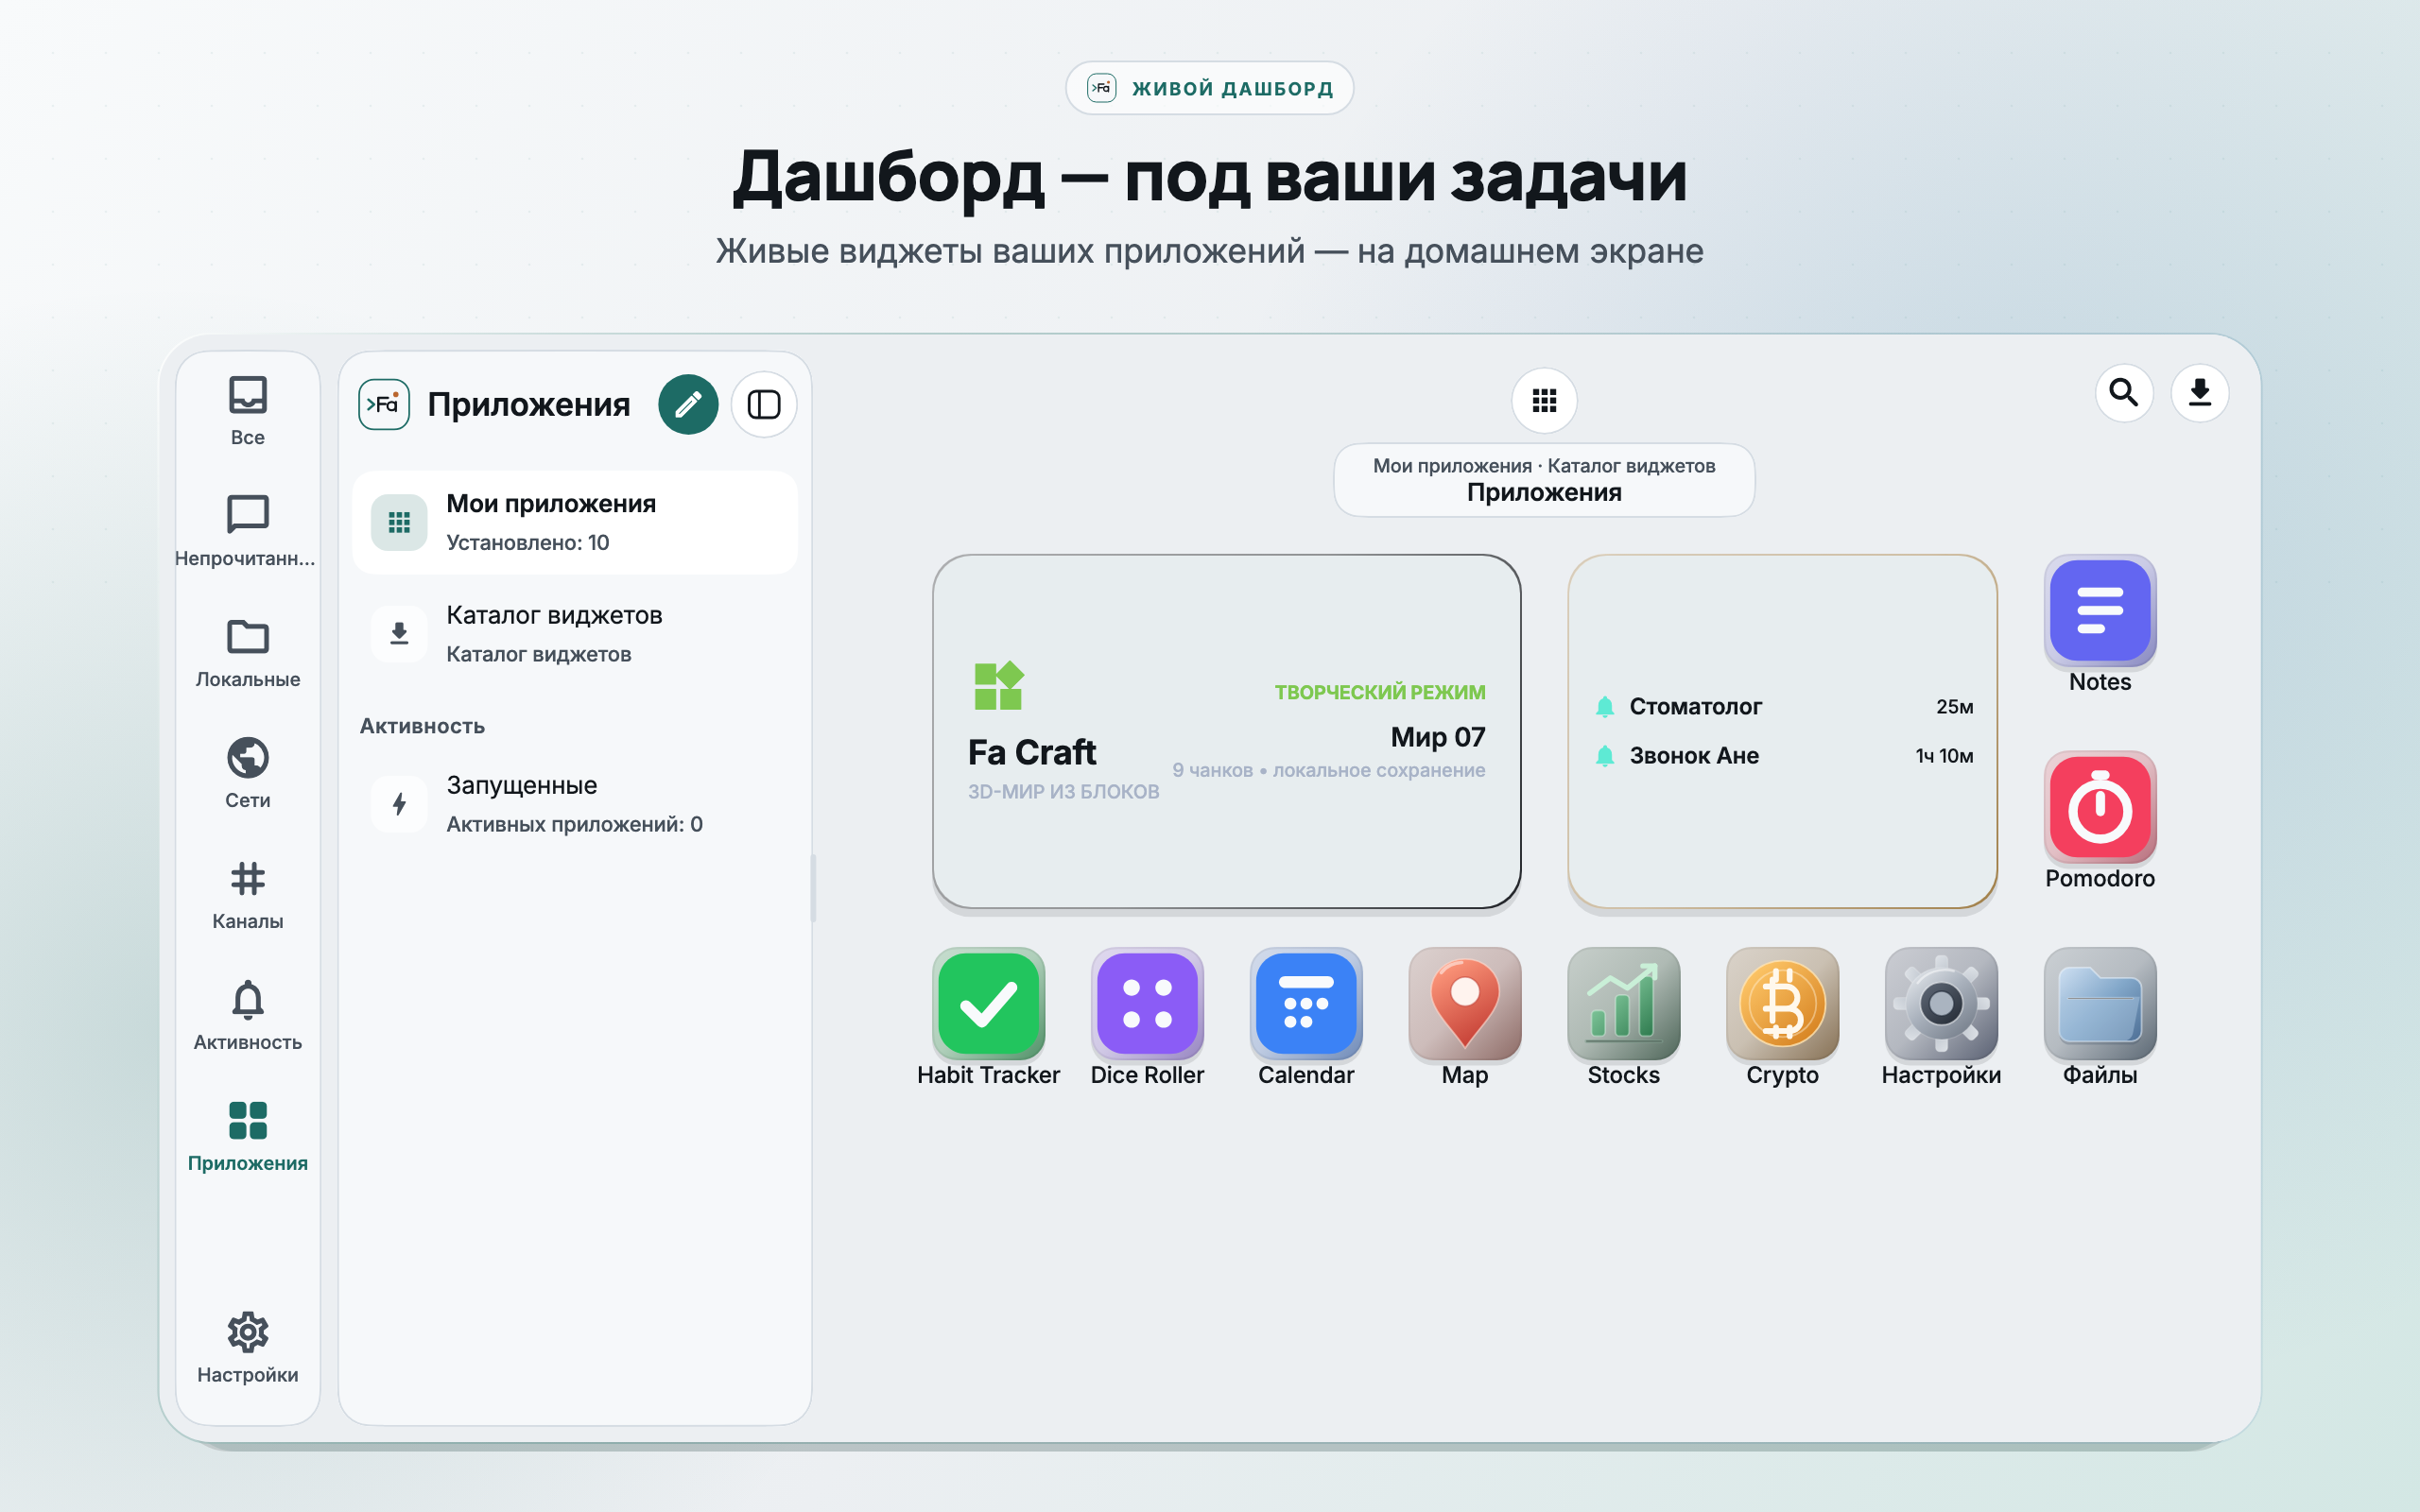 >Fa ЖИВОЙ ДАШБОРД
Дашборд — под ваши задачи
Живые виджеты ваших приложений — на домашнем экране
Все
Непрочитанн...
Локальные
Сети
Каналы
Активность
Приложения
Настройки
>Fa Приложения
Мои приложения
Установлено: 10
Каталог виджетов
Каталог виджетов
Активность
Запущенные
Активных приложений: 0
Мои приложения · Каталог виджетов
Приложения
Fa Craft
3D-МИР ИЗ БЛОКОВ
ТВОРЧЕСКИЙ РЕЖИМ
Мир 07
9 чанков • локальное сохранение
Стоматолог 25м
Звонок Ане 1ч 10м
Notes
Pomodoro
Habit Tracker
Dice Roller
Calendar
Map
Stocks
Crypto
Настройки
Файлы